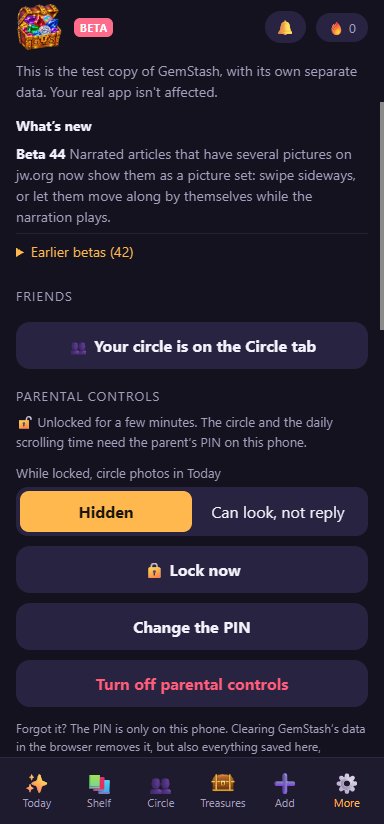 BETA
0
This is the test copy of GemStash, with its own separate
data. Your real app isn't affected.
What's new
Beta 44 Narrated articles that have several pictures on
jw.org now show them as a picture set: swipe sideways,
or let them move along by themselves while the
narration plays.
Earlier betas (42)
FRIENDS
Your circle is on the Circle tab
PARENTAL CONTROLS
Unlocked for a few minutes. The circle and the daily
scrolling time need the parent's PIN on this phone.
While locked, circle photos in Today
Hidden
Can look, not reply
Lock now
Change the PIN
Turn off parental controls
Forgot it? The PIN is only on this phone. Clearing GemStash's data
in the browser removes it, but also everything saved here,
Today
Shelf
Circle
Treasures
Add
More